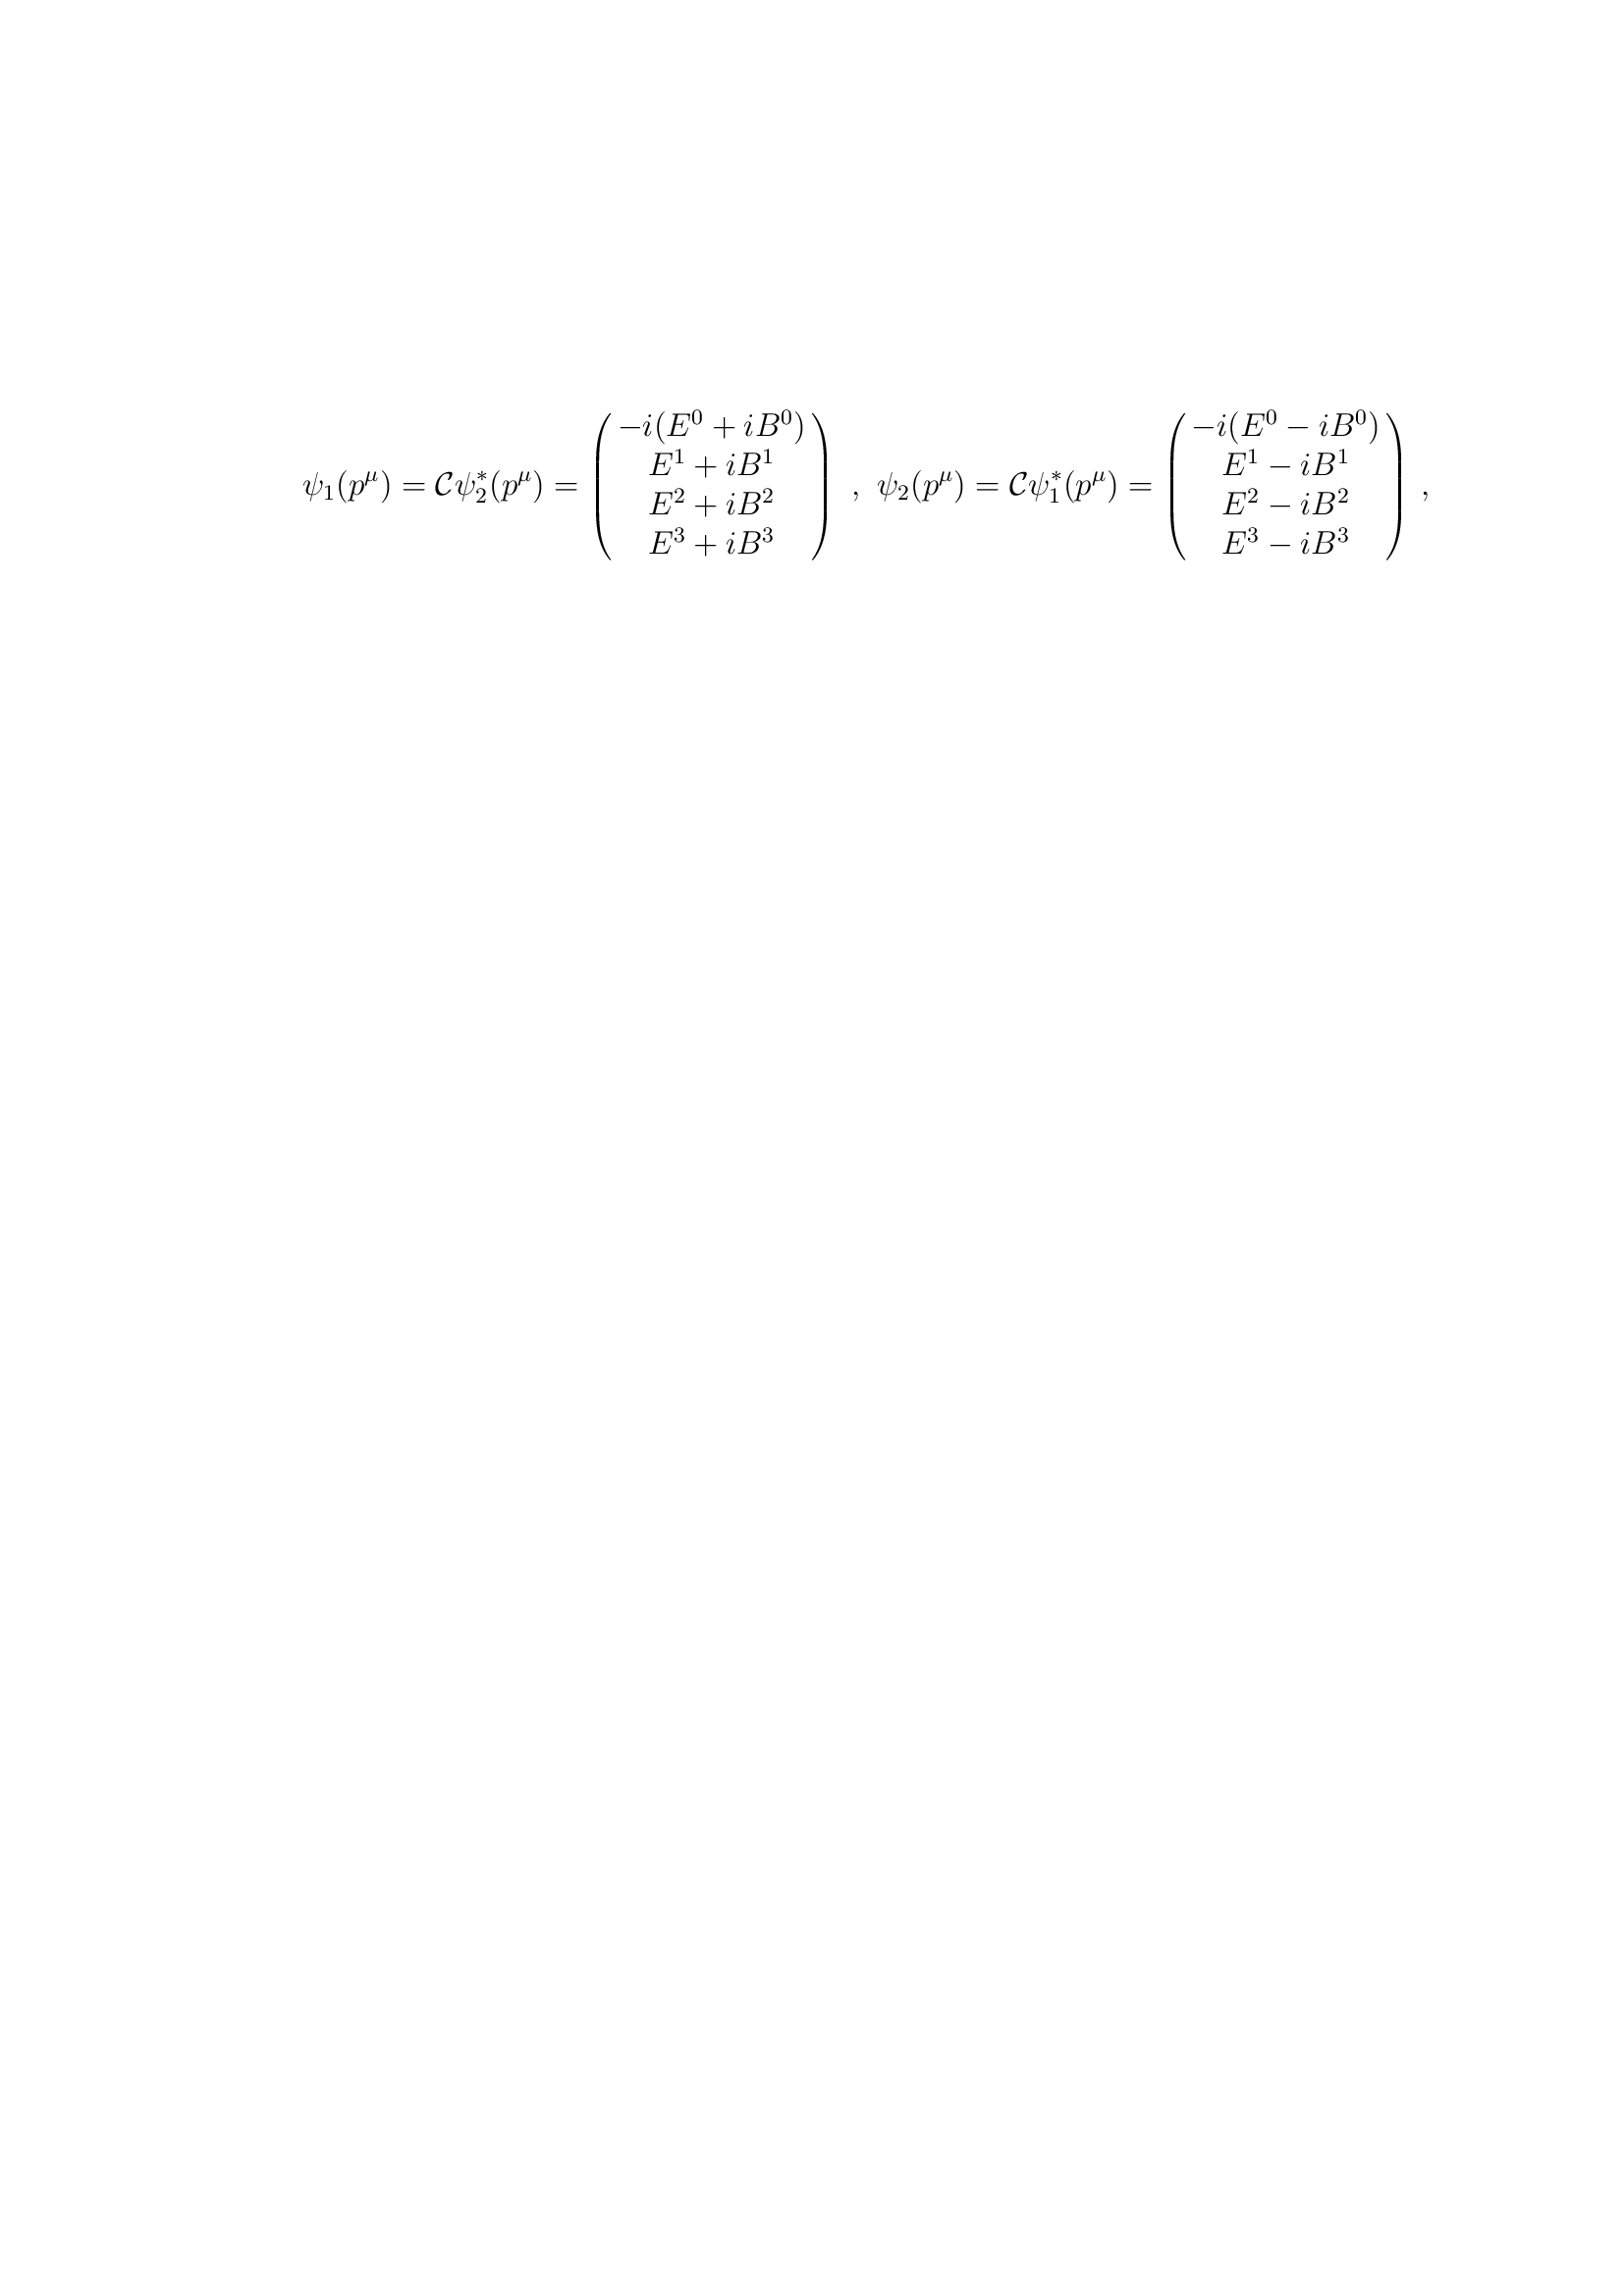 $\psi_1(p^\mu) = \mathcal{C}\psi_2^*(p^\mu) = \begin{pmatrix} -i(E^0 + iB^0) \\ E^1 + iB^1 \\ E^2 + iB^2 \\ E^3 + iB^3 \end{pmatrix} \ , \ \psi_2(p^\mu) = \mathcal{C}\psi_1^*(p^\mu) = \begin{pmatrix} -i(E^0 - iB^0) \\ E^1 - iB^1 \\ E^2 - iB^2 \\ E^3 - iB^3 \end{pmatrix} \ ,$